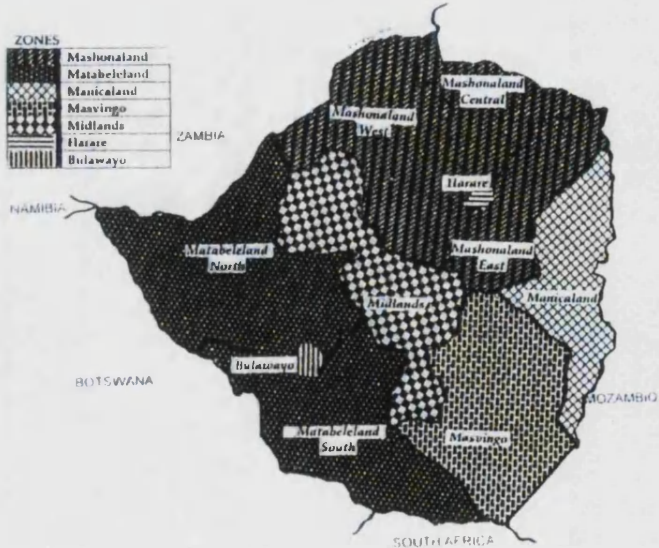 ZONES
Mashonaland
Matabeleland
Manicaland
Masvingo
Midlands
Harare
Bulawayo
ZAMBIA
Mashonaland
Central
Mashonaland
West
Harare
NAMIBIA
Matabeleland
North
Mashonaland
East
Manicaland
Midlands
Bulawayo
BOTSWANA
MOZAMBIQ
Matabeleland
South
Masvingo
SOUTH AFRICA